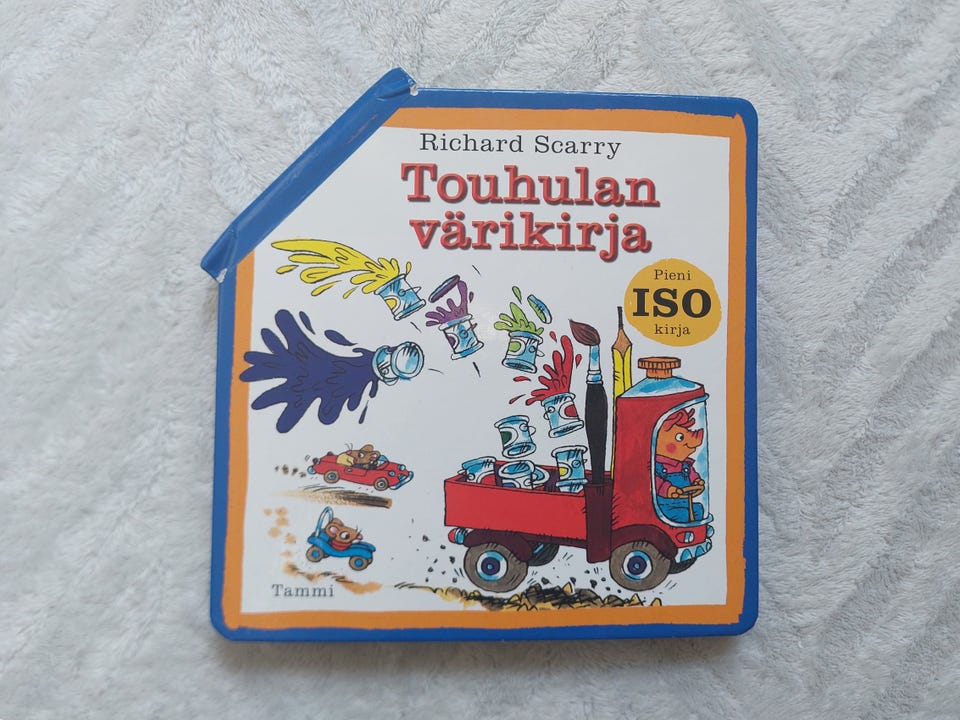 Richard Scarry
Touhulan
värikirja
Pieni
ISO
kirja
Tammi